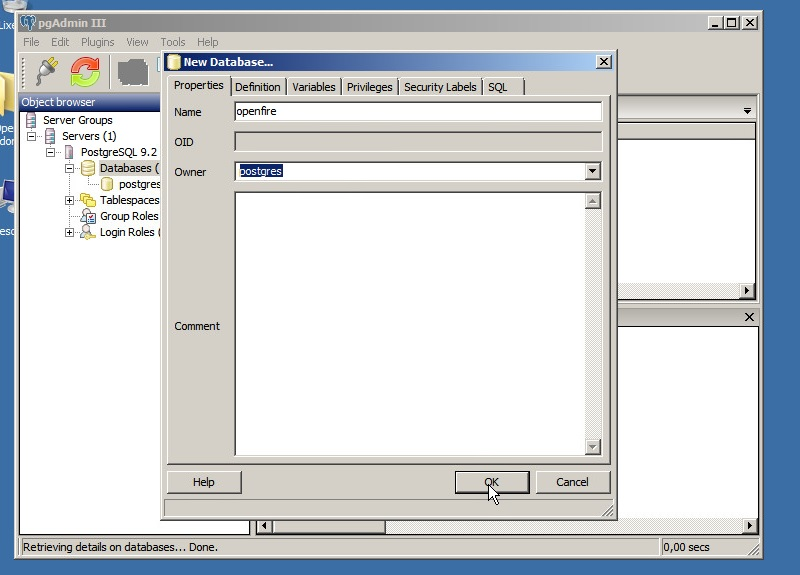 Lixe
pgAdmin III
File Edit Plugins View Tools Help
New Database...
Properties Definition Variables Privileges Security Labels SQL
Object browser
Server Groups
Servers (1)
PostgreSQL 9.2
Databases (
postgres
Tablespaces
Group Roles
Login Roles (
Name openfire
OID
Owner postgres
Comment
Help OK Cancel
Retrieving details on databases... Done. 0,00 secs